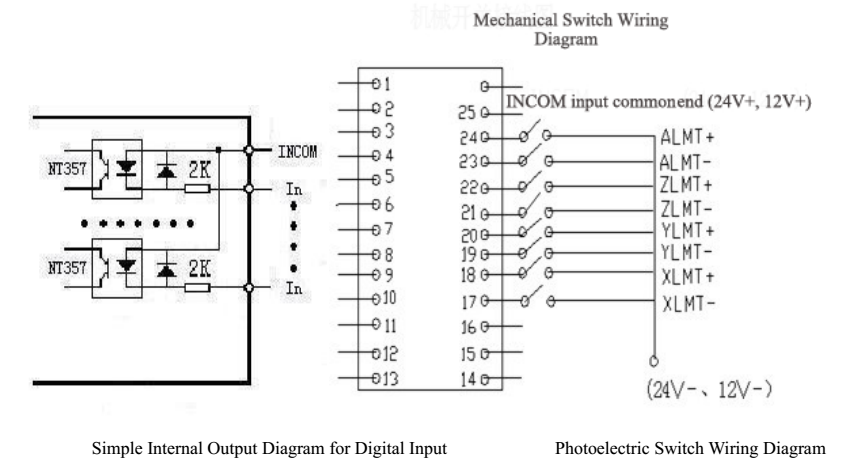 Mechanical Switch Wiring
Diagram
INCOM input commonend (24V+, 12V+)
1
2
3
4
5
6
7
8
9
10
11
12
13
25
24
23
22
21
20
19
18
17
16
15
14
ALMT+
ALMT-
ZLMT+
ZLMT-
YLMT+
YLMT-
XLMT+
XLMT-
(24V-、12V-)
NT357
2K
INCOM
In
NT357
2K
In
Simple Internal Output Diagram for Digital Input
Photoelectric Switch Wiring Diagram